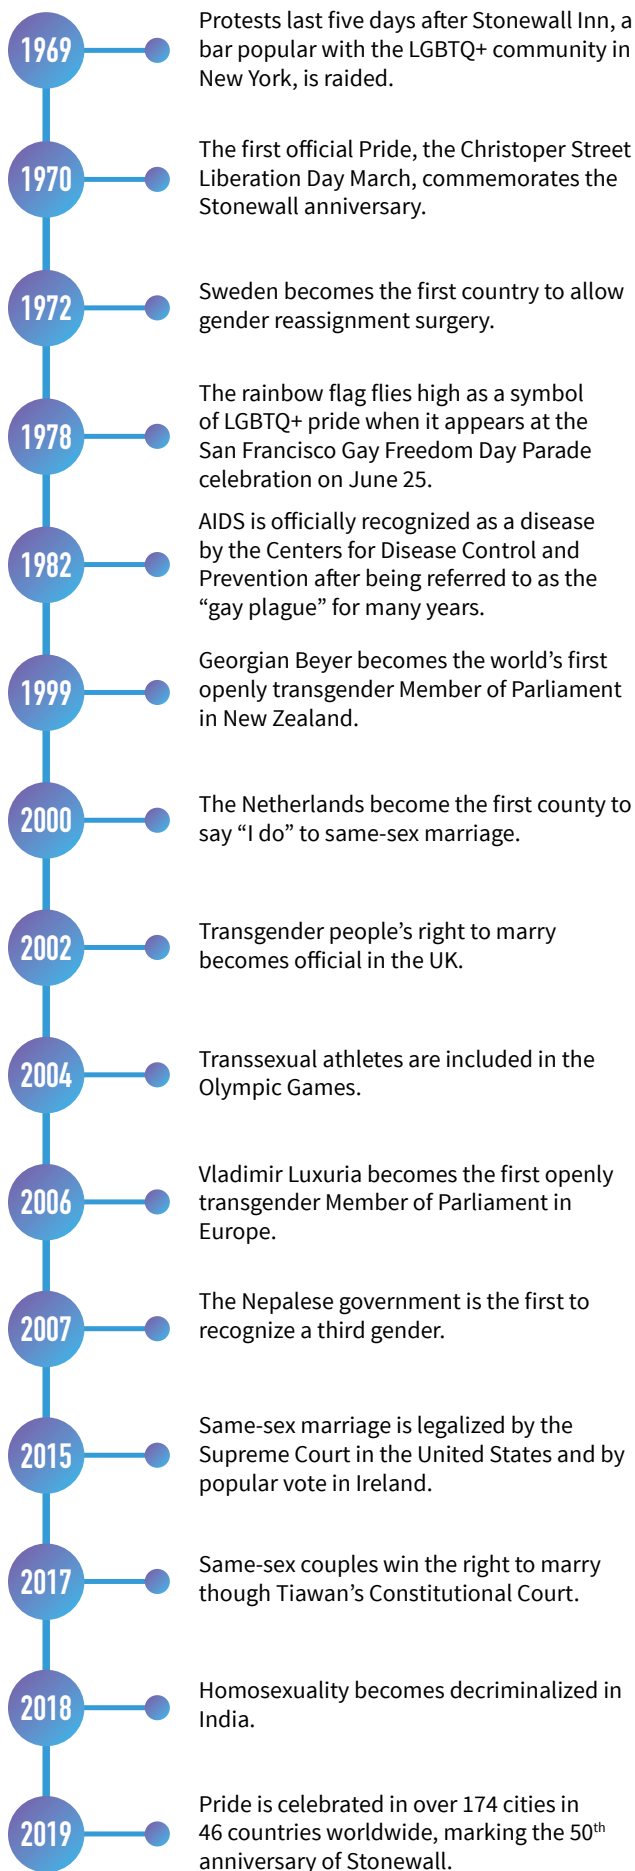 1969
Protests last five days after Stonewall Inn, a
bar popular with the LGBTQ+ community in
New York, is raided.
1970
The first official Pride, the Christoper Street
Liberation Day March, commemorates the
Stonewall anniversary.
1972
Sweden becomes the first country to allow
gender reassignment surgery.
1978
The rainbow flag flies high as a symbol
of LGBTQ+ pride when it appears at the
San Francisco Gay Freedom Day Parade
celebration on June 25.
1982
AIDS is officially recognized as a disease
by the Centers for Disease Control and
Prevention after being referred to as the
“gay plague” for many years.
1999
Georgian Beyer becomes the world’s first
openly transgender Member of Parliament
in New Zealand.
2000
The Netherlands become the first county to
say “I do” to same-sex marriage.
2002
Transgender people’s right to marry
becomes official in the UK.
2004
Transsexual athletes are included in the
Olympic Games.
2006
Vladimir Luxuria becomes the first openly
transgender Member of Parliament in
Europe.
2007
The Nepalese government is the first to
recognize a third gender.
2015
Same-sex marriage is legalized by the
Supreme Court in the United States and by
popular vote in Ireland.
2017
Same-sex couples win the right to marry
though Tiawan’s Constitutional Court.
2018
Homosexuality becomes decriminalized in
India.
2019
Pride is celebrated in over 174 cities in
46 countries worldwide, marking the 50th
anniversary of Stonewall.